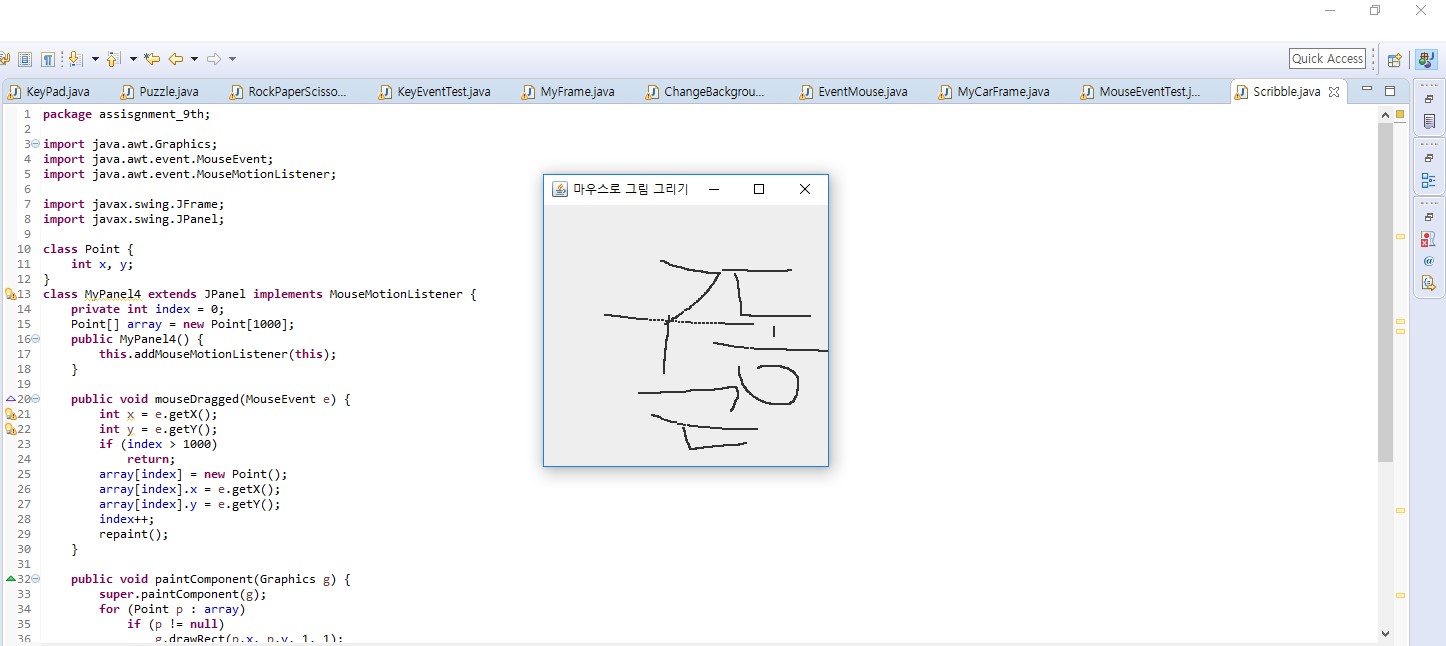 Quick Access
KeyPad.java Puzzle.java RockPaperScisso... KeyEventTest.java MyFrame.java ChangeBackgrou... EventMouse.java MyCarFrame.java MouseEventTest.j... Scribble.java
1 package assisgnment_9th;
2
3 import java.awt.Graphics;
4 import java.awt.event.MouseEvent;
5 import java.awt.event.MouseMotionListener;
6
7 import javax.swing.JFrame;
8 import javax.swing.JPanel;
9
10 class Point {
11 int x, y;
12 }
13 class MyPanel4 extends JPanel implements MouseMotionListener {
14 private int index = 0;
15 Point[] array = new Point[1000];
16 public MyPanel4() {
17 this.addMouseMotionListener(this);
18 }
19
20 public void mouseDragged(MouseEvent e) {
21 int x = e.getX();
22 int y = e.getY();
23 if (index > 1000)
24 return;
25 array[index] = new Point();
26 array[index].x = e.getX();
27 array[index].y = e.getY();
28 index++;
29 repaint();
30 }
31
32 public void paintComponent(Graphics g) {
33 super.paintComponent(g);
34 for (Point p : array)
35 if (p != null)
36 g.drawRect(p.x, p.y, 1, 1);
마우스로 그림 그리기